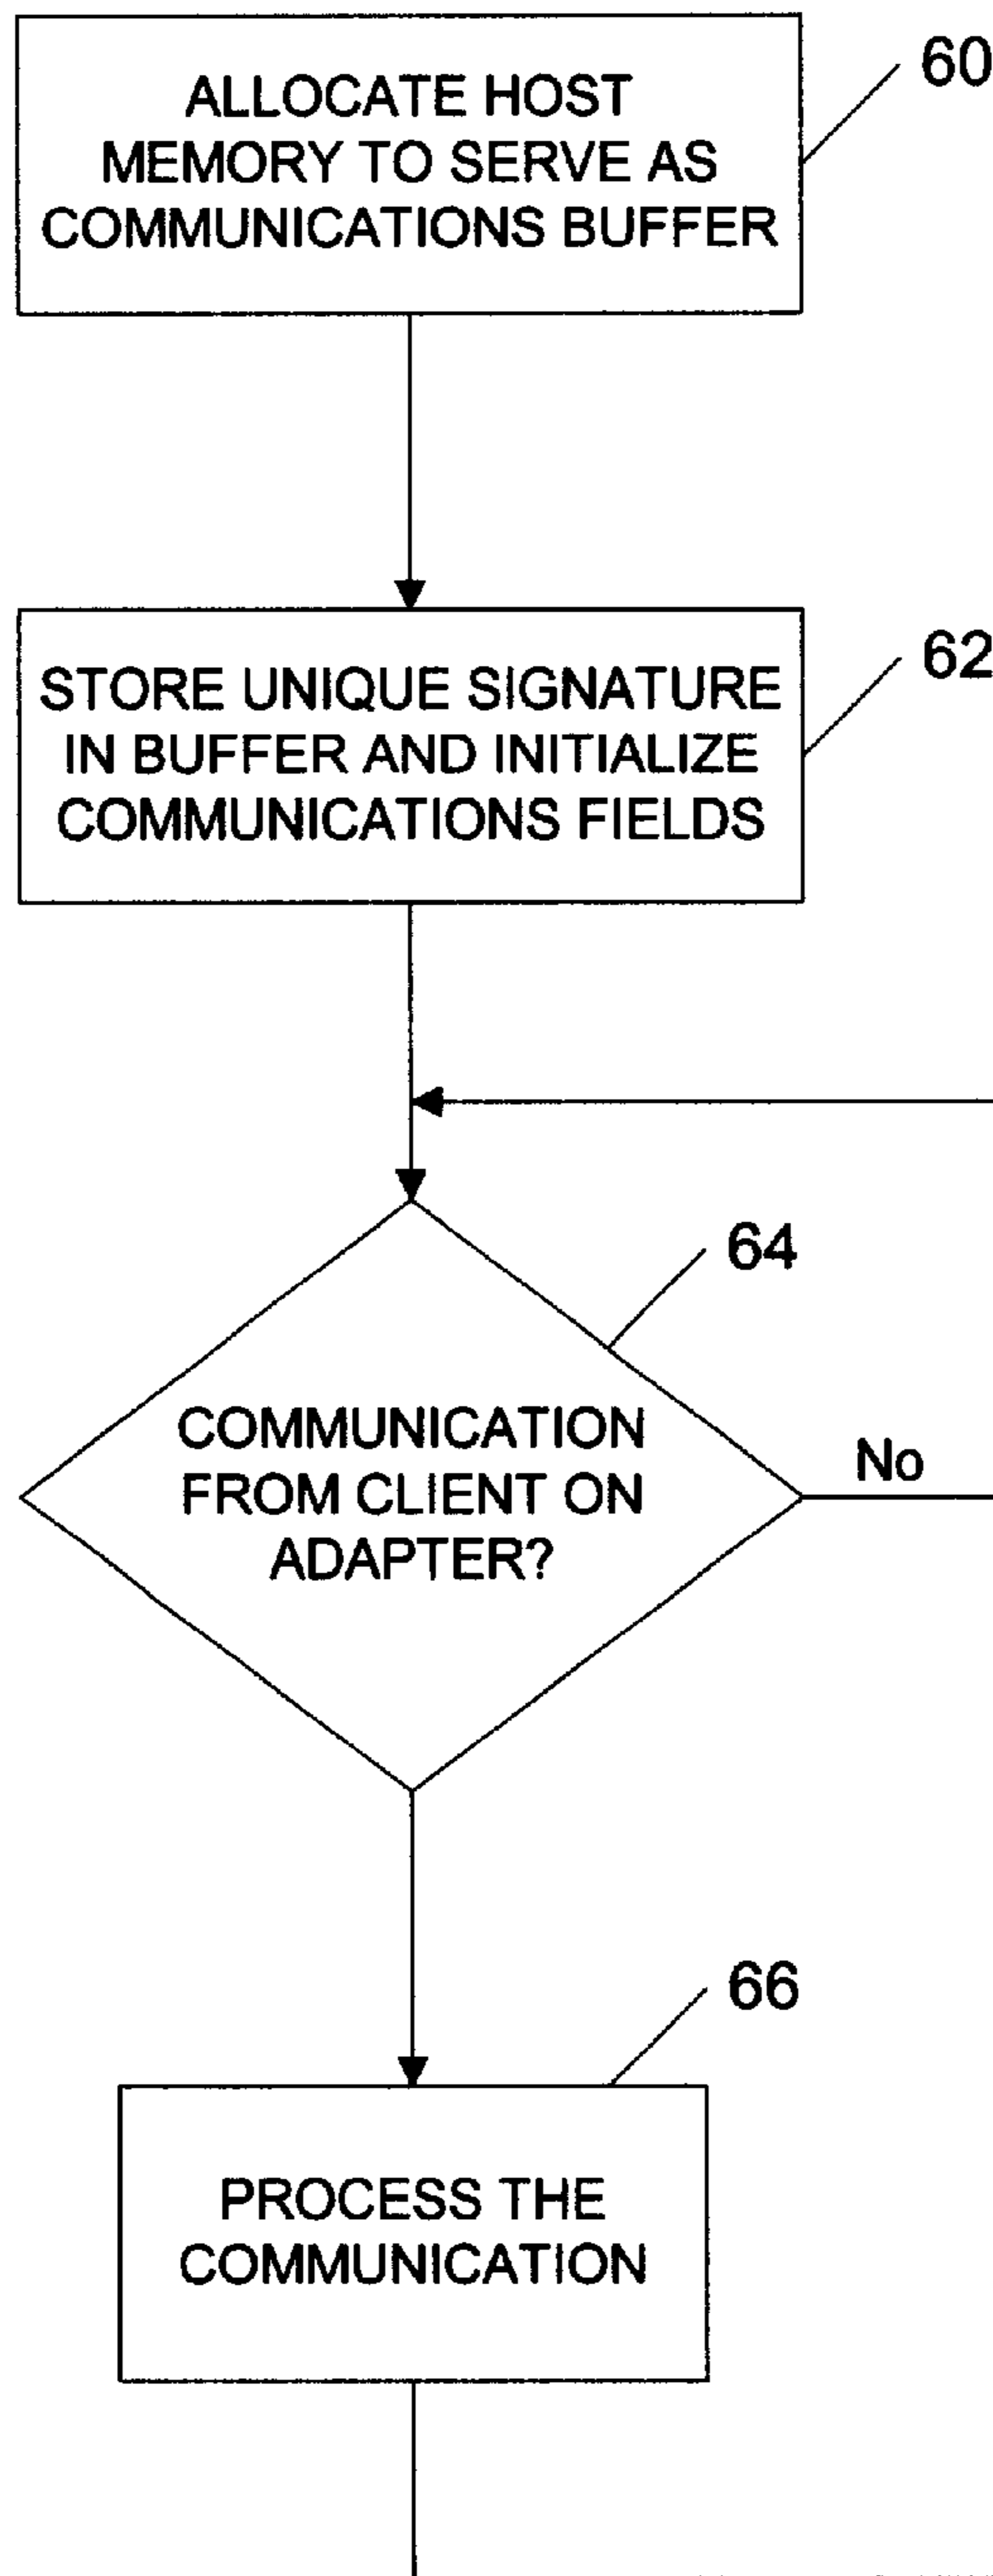 ALLOCATE HOST
MEMORY TO SERVE AS
COMMUNICATIONS BUFFER
60
STORE UNIQUE SIGNATURE
IN BUFFER AND INITIALIZE
COMMUNICATIONS FIELDS
62
64
COMMUNICATION
FROM CLIENT ON
ADAPTER?
No
66
PROCESS THE
COMMUNICATION